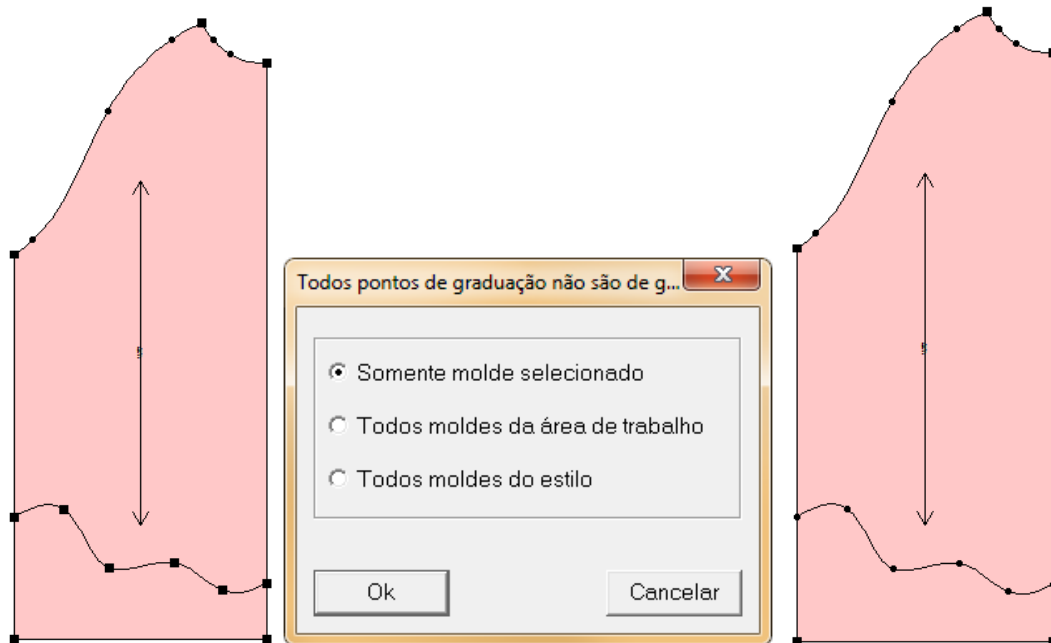 Todos pontos de graduação não são de g...
Somente molde selecionado
Todos moldes da área de trabalho
Todos moldes do estilo
Ok
Cancelar